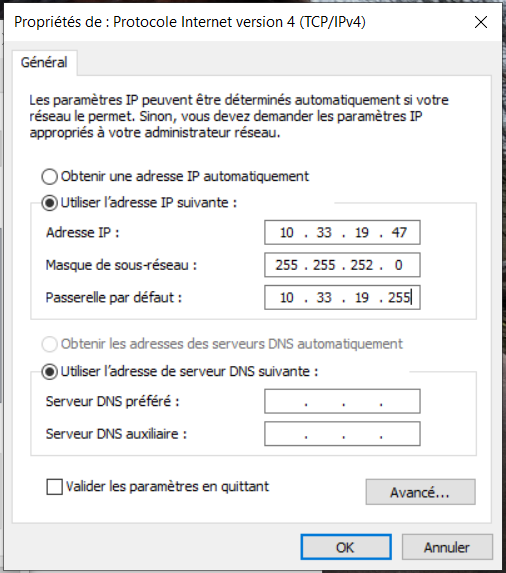 Propriétés de : Protocole Internet version 4 (TCP/IPv4)
Général
Les paramètres IP peuvent être déterminés automatiquement si votre
réseau le permet. Sinon, vous devez demander les paramètres IP
appropriés à votre administrateur réseau.
Obtenir une adresse IP automatiquement
Utiliser l'adresse IP suivante :
Adresse IP : 10 . 33 . 19 . 47
Masque de sous-réseau : 255 . 255 . 252 . 0
Passerelle par défaut : 10 . 33 . 19 . 255
Obtenir les adresses des serveurs DNS automatiquement
Utiliser l'adresse de serveur DNS suivante :
Serveur DNS préféré : . . .
Serveur DNS auxiliaire : . . .
Valider les paramètres en quittant
Avancé...
OK Annuler